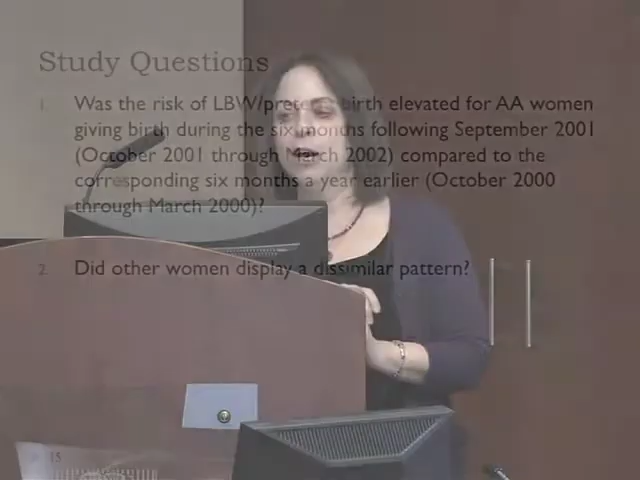 Study Questions
1. Was the risk of LBW/preterm birth elevated for AA women
giving birth during the six months following September 2001
(October 2001 through March 2002) compared to the
corresponding six months a year earlier (October 2000
through March 2000)?
2. Did other women display a dissimilar pattern?
15